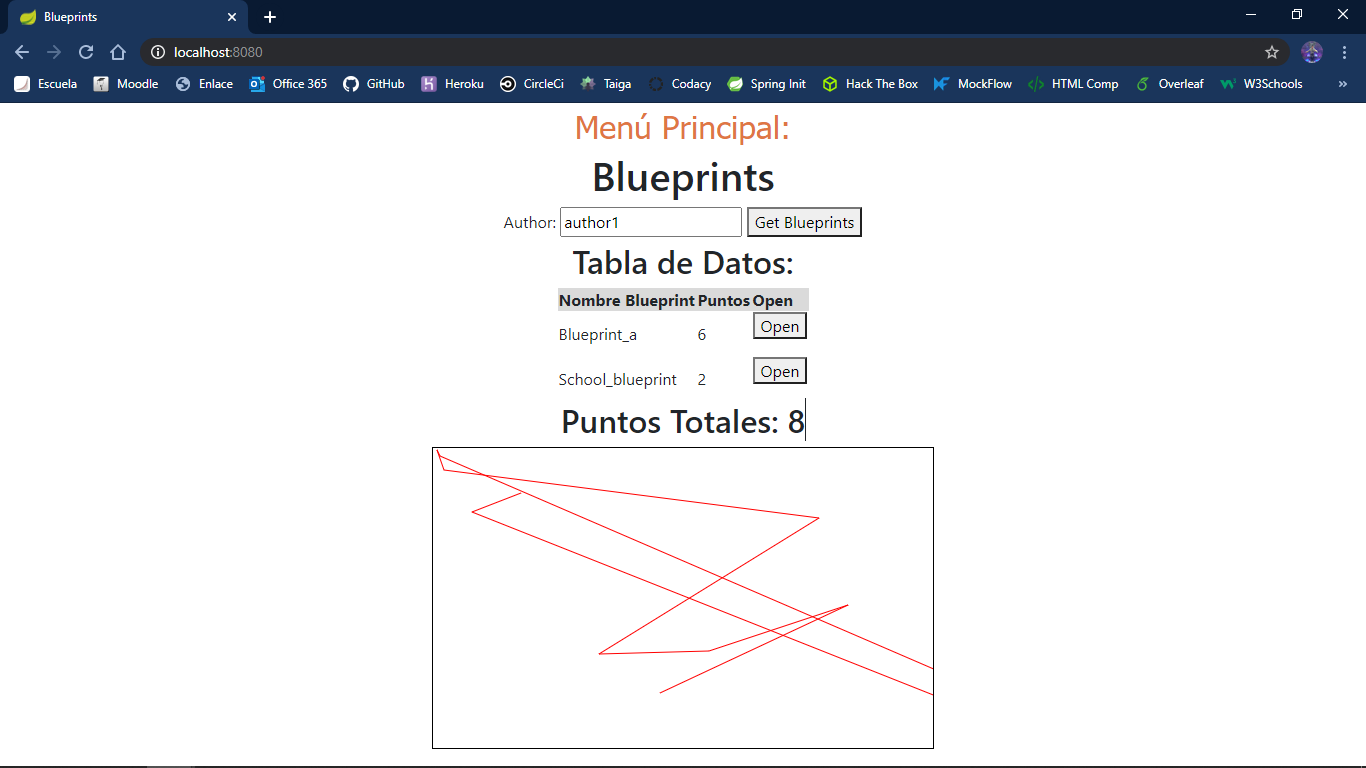 Blueprints
localhost:8080
Escuela Moodle Enlace Office 365 GitHub Heroku CircleCi Taiga Codacy Spring Init Hack The Box MockFlow HTML Comp Overleaf W3Schools »
Menú Principal:
Blueprints
Author: author1 Get Blueprints
Tabla de Datos:
Nombre Blueprint Puntos Open
Blueprint_a 6 Open
School_blueprint 2 Open
Puntos Totales: 8